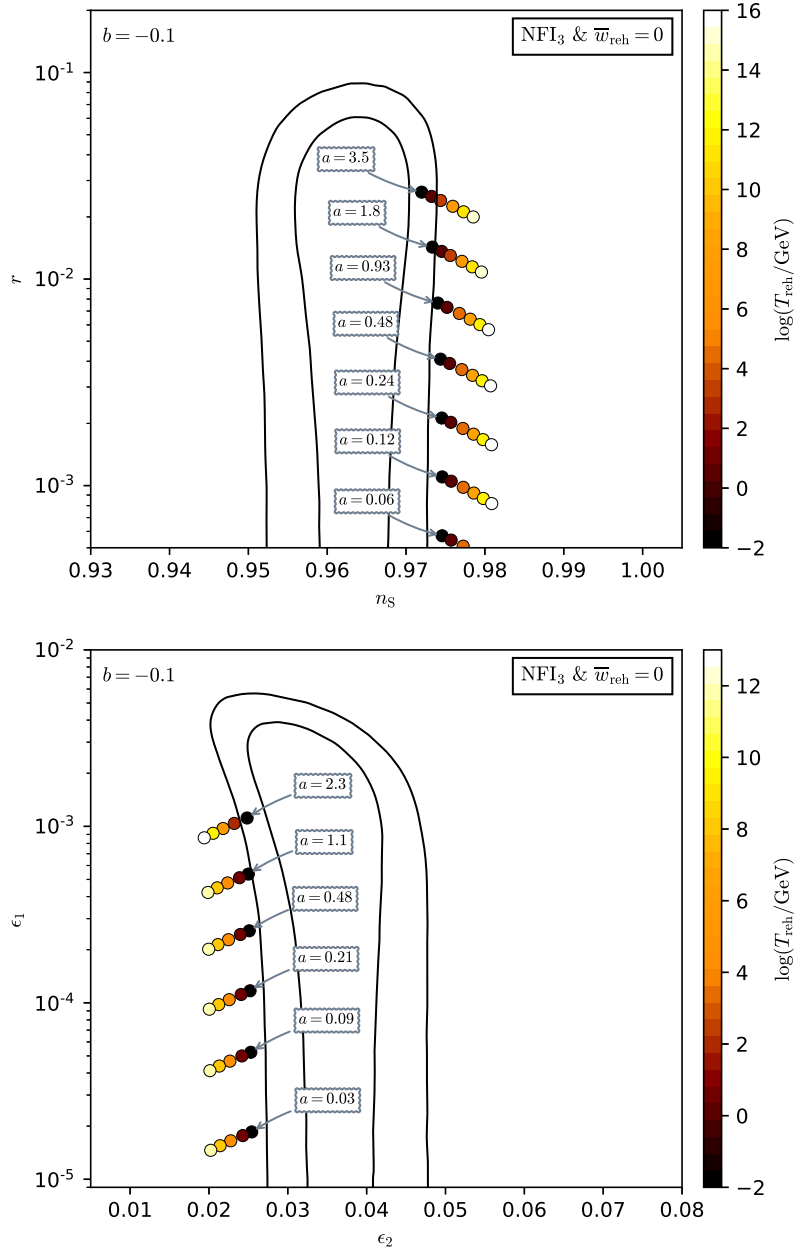 b = −0.1
NFI₃ & w̅_reh = 0
10⁻¹
10⁻²
10⁻³
r
a = 3.5
a = 1.8
a = 0.93
a = 0.48
a = 0.24
a = 0.12
a = 0.06
0.93 0.94 0.95 0.96 0.97 0.98 0.99 1.00
n_S
16
14
12
10
8
6
4
2
0
−2
log(T_reh/GeV)
b = −0.1
NFI₃ & w̅_reh = 0
10⁻²
10⁻³
10⁻⁴
10⁻⁵
ϵ₁
a = 2.3
a = 1.1
a = 0.48
a = 0.21
a = 0.09
a = 0.03
0.01 0.02 0.03 0.04 0.05 0.06 0.07 0.08
ϵ₂
12
10
8
6
4
2
0
−2
log(T_reh/GeV)